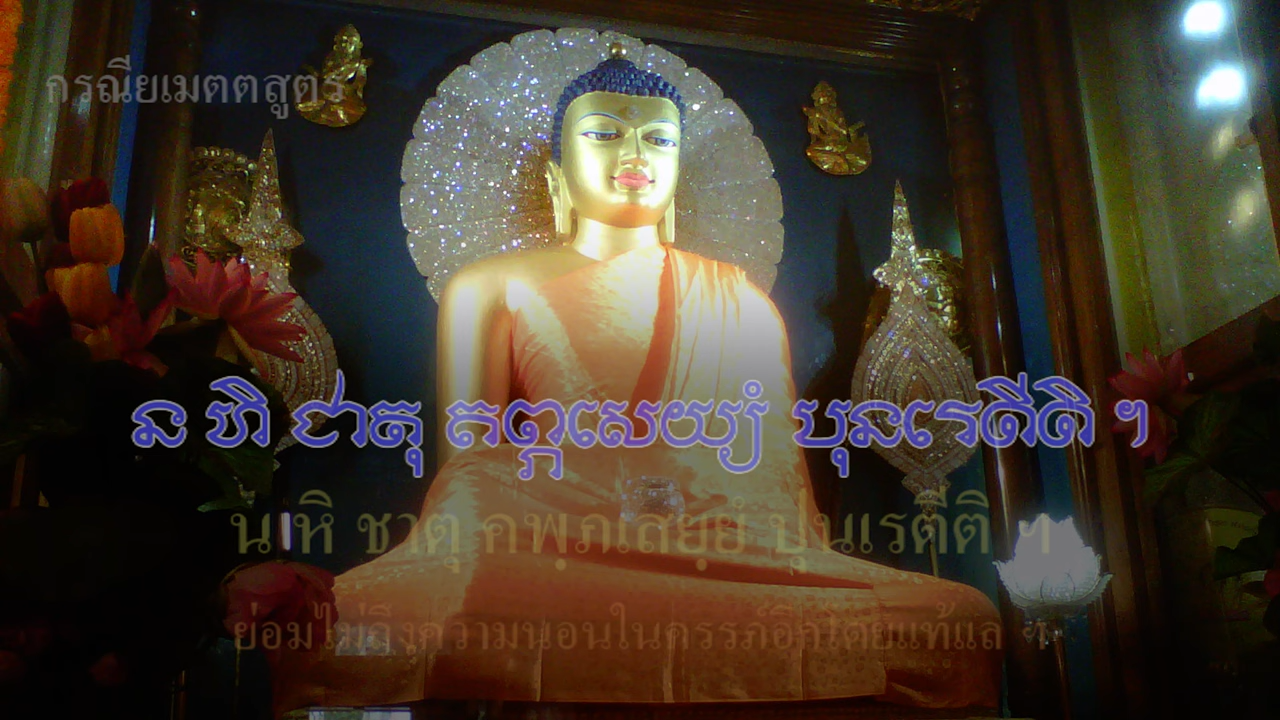 กรณียเมตตสูตร
ន ហិ ជាតុ គព្ភសេយ្យំ បុនរេតីតិ ។
น หิ ชาตุ คพฺภเสยฺยํ ปุนเรตีติ ฯ
ย่อมไม่ถึงความนอนในครรภ์อีกโดยแท้แล ฯ